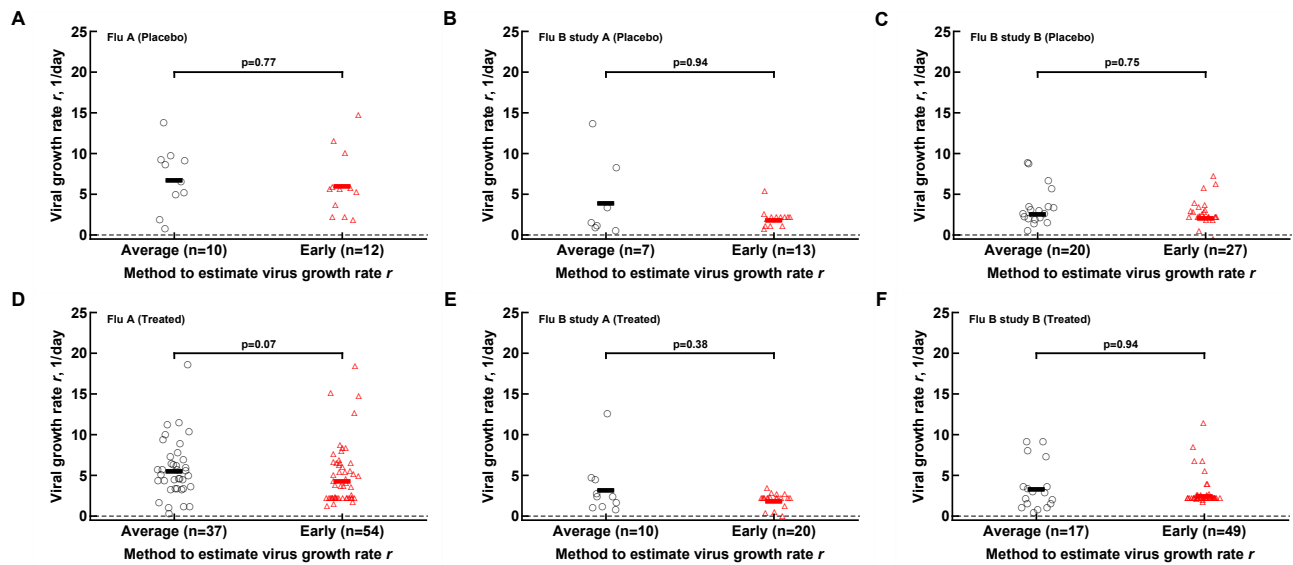 A
Flu A (Placebo)
p=0.77
Viral growth rate r, 1/day
25
20
15
10
5
0
Average (n=10)
Early (n=12)
Method to estimate virus growth rate r
B
Flu B study A (Placebo)
p=0.94
Viral growth rate r, 1/day
25
20
15
10
5
0
Average (n=7)
Early (n=13)
Method to estimate virus growth rate r
C
Flu B study B (Placebo)
p=0.75
Viral growth rate r, 1/day
25
20
15
10
5
0
Average (n=20)
Early (n=27)
Method to estimate virus growth rate r
D
Flu A (Treated)
p=0.07
Viral growth rate r, 1/day
25
20
15
10
5
0
Average (n=37)
Early (n=54)
Method to estimate virus growth rate r
E
Flu B study A (Treated)
p=0.38
Viral growth rate r, 1/day
25
20
15
10
5
0
Average (n=10)
Early (n=20)
Method to estimate virus growth rate r
F
Flu B study B (Treated)
p=0.94
Viral growth rate r, 1/day
25
20
15
10
5
0
Average (n=17)
Early (n=49)
Method to estimate virus growth rate r